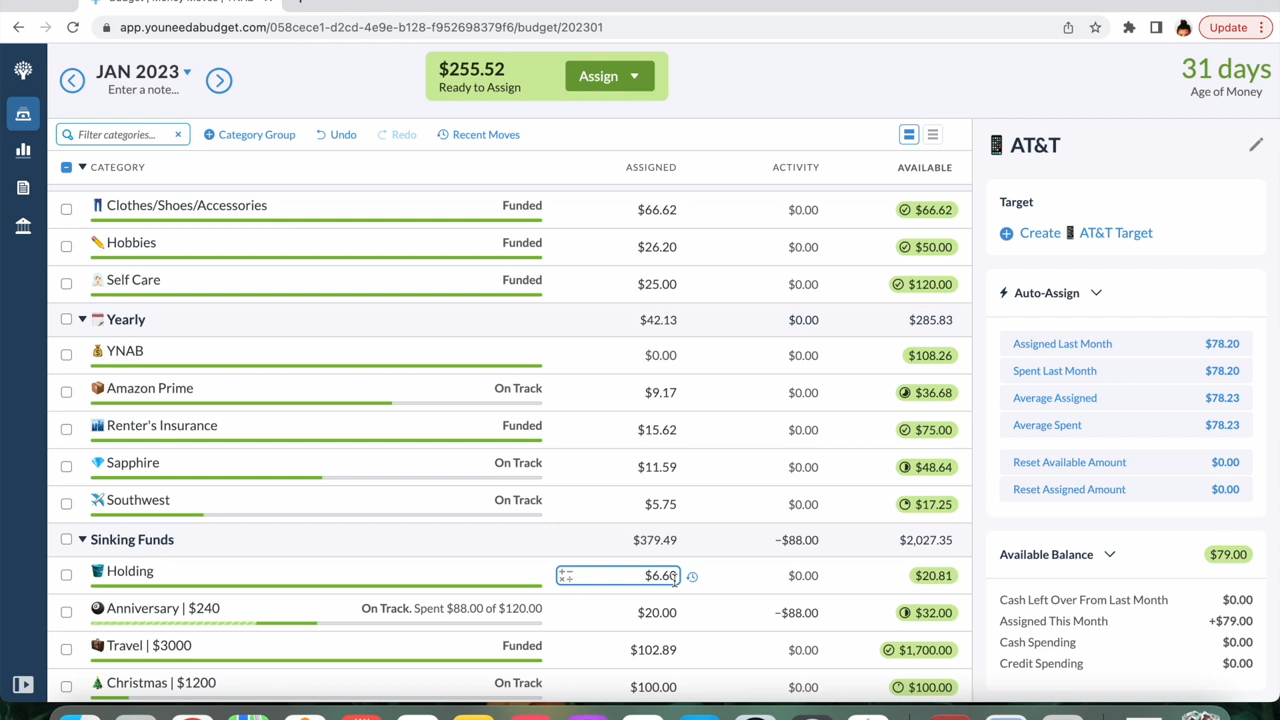 app.youneedabudget.com/058cece1-d2cd-4e9e-b128-f952698379f6/budget/202301
Update
JAN 2023
Enter a note...
$255.52
Ready to Assign
Assign
31 days
Age of Money
Filter categories...
Category Group
Undo
Redo
Recent Moves
CATEGORY ASSIGNED ACTIVITY AVAILABLE
Clothes/Shoes/Accessories Funded $66.62 $0.00 $66.62
Hobbies Funded $26.20 $0.00 $50.00
Self Care Funded $25.00 $0.00 $120.00
Yearly $42.13 $0.00 $285.83
YNAB $0.00 $0.00 $108.26
Amazon Prime On Track $9.17 $0.00 $36.68
Renter's Insurance Funded $15.62 $0.00 $75.00
Sapphire On Track $11.59 $0.00 $48.64
Southwest On Track $5.75 $0.00 $17.25
Sinking Funds $379.49 −$88.00 $2,027.35
Holding $6.60 $0.00 $20.81
Anniversary | $240 On Track. Spent $88.00 of $120.00 $20.00 −$88.00 $32.00
Travel | $3000 Funded $102.89 $0.00 $1,700.00
Christmas | $1200 On Track $100.00 $0.00 $100.00
AT&T
Target
Create AT&T Target
Auto-Assign
Assigned Last Month $78.20
Spent Last Month $78.20
Average Assigned $78.23
Average Spent $78.23
Reset Available Amount $0.00
Reset Assigned Amount $0.00
Available Balance $79.00
Cash Left Over From Last Month $0.00
Assigned This Month +$79.00
Cash Spending $0.00
Credit Spending $0.00